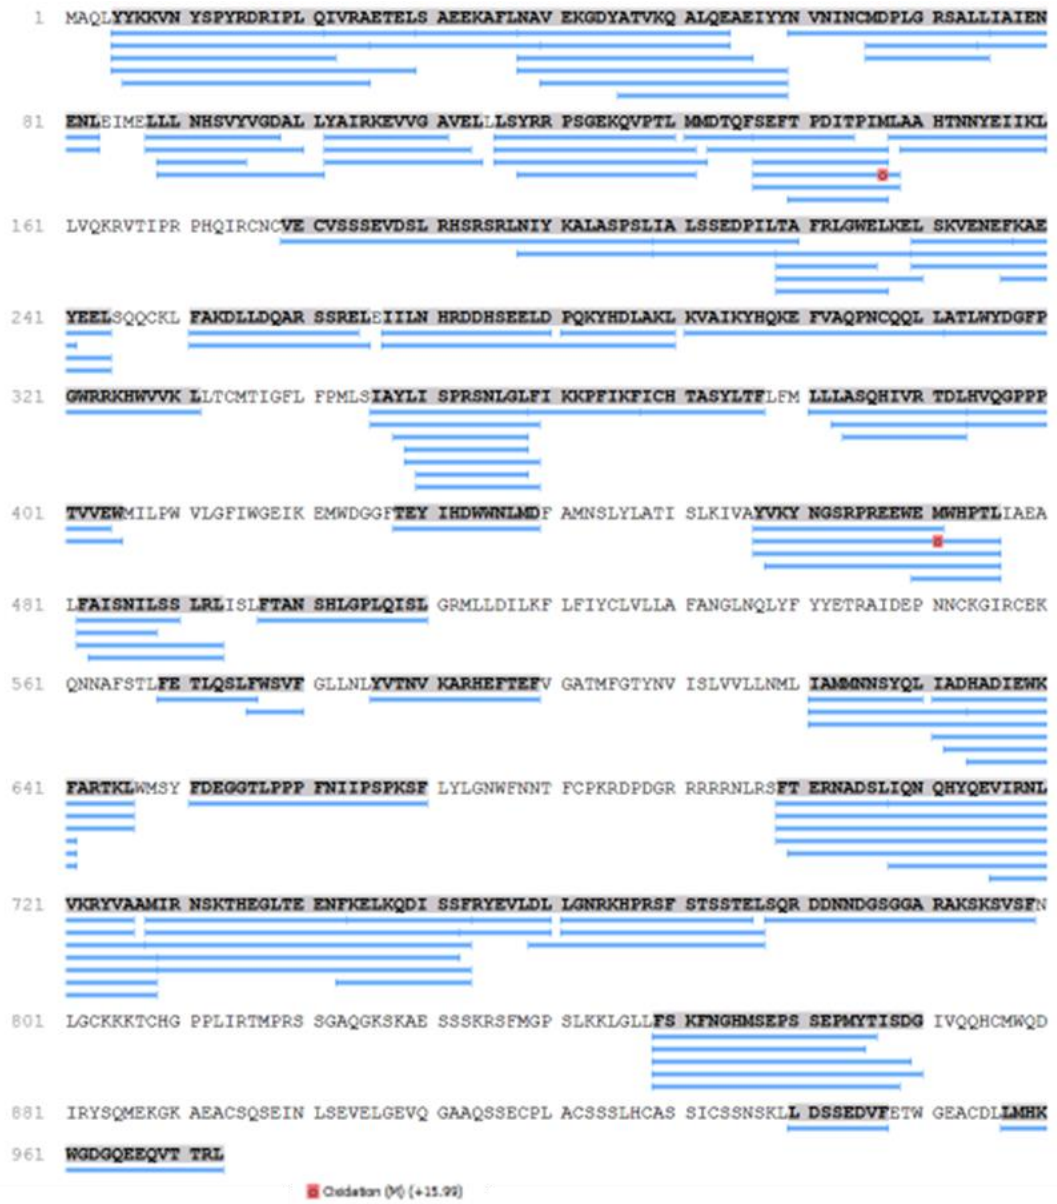 1 MAQLYYKKVN YSPYRDRIPL QIVRAETELS AEEKAFLNAV EKGDYATVKQ ALQEAEIYYN VNINCMDPLG RSALLIAIEN
81 ENLEIMELLL NHSVYVGDAL LYAIRKEVVG AVELLLSYRR PSGEKQVPTL MMDTQFSEFT PDITPIMLAA HTNNYEIIKL
161 LVQKRVTIPR PHQIRCNCVE CVSSSEVDSL RHSRSRLNIY KALASPSLIA LSSEDPILTA FRLGWELKEL SKVENEFKAE
241 YEELSQQCKL FAKDLLDQAR SSRELEIILN HRDDHSEELD PQKYHDLAKL KVAIKYHQKE FVAQPNCQQL LATLWYDGFP
321 GWRRKHWVVK LLTCMTIGFL FPMLSIAYLI SPRSNLGLFI KKPFIKFICH TASYLTFLFM LLLASQHIVR TDLHVQGPPP
401 TVVEWMILPW VLGFIWGEIK EMWDGGFTEY IHDWWNLMDF AMNSLYLATI SLKIVAYVKY NGSRPREEWE MWHPTLIAEA
481 LFAISNILSS LRLISLFTAN SHLGPLQISL GRMLLDILKF LFIYCLVLLA FANGLNQLYF YYETRAIDEP NNCKGIRCEK
561 QNNAFSTLFE TLQSLFWSVF GLLNLYVTNV KARHEFTEFV GATMFGTYNV ISLVVLLNML IAMMNNSYQL IADHADIEWK
641 FARTKLWMSY FDEGGTLPPP FNIIPSPKSF LYLGNWFNNT FCPKRDPDGR RRRRNLRSFT ERNADSLIQN QHYQEVIRNL
721 VKRYVAAMIR NSKTHEGLTE ENFKELKQDI SSFRYEVLDL LGNRKHPRSF STSSTELSQR DDNNDGSGGA RAKSKSVSFN
801 LGCKKKTCHG PPLIRTMPRS SGAQGKSKAE SSSKRSFMGP SLKKLGLLFS KFNGHMSEPS SEPMYTISDG IVQQHCMWQD
881 IRYSQMEKGK AEACSQSEIN LSEVELGEVQ GAAQSSECPL ACSSSLHCAS SICSSNSKLL DSSEDVFETW GEACDLLMHK
961 WGDGQEEQVT TRL
Oxidation (M) (+15.99)